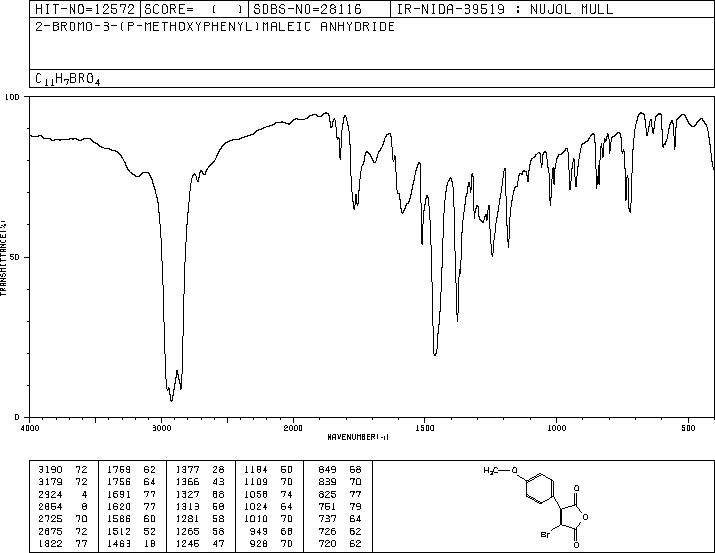 HIT-NO=12572 SCORE= ( ) SDBS-NO=28116 IR-NIDA-39519 : NUJOL MULL
2-BROMO-3-(P-METHOXYPHENYL)MALEIC ANHYDRIDE
C11H7BRO4
100
50
0
TRANSMITTANCE(%)
4000 3000 2000 1500 1000 500
WAVENUMBER(-1)
3190 72 1769 62 1377 28 1184 50 849 68
3179 72 1756 64 1366 43 1109 70 839 70
2924 4 1691 77 1327 68 1058 74 825 77
2854 8 1620 77 1313 58 1024 64 751 79
2725 70 1586 60 1281 58 1010 70 737 64
2675 72 1512 52 1265 58 949 68 726 62
1822 77 1463 18 1245 47 928 70 720 62
H3C O
O
O
Br
O